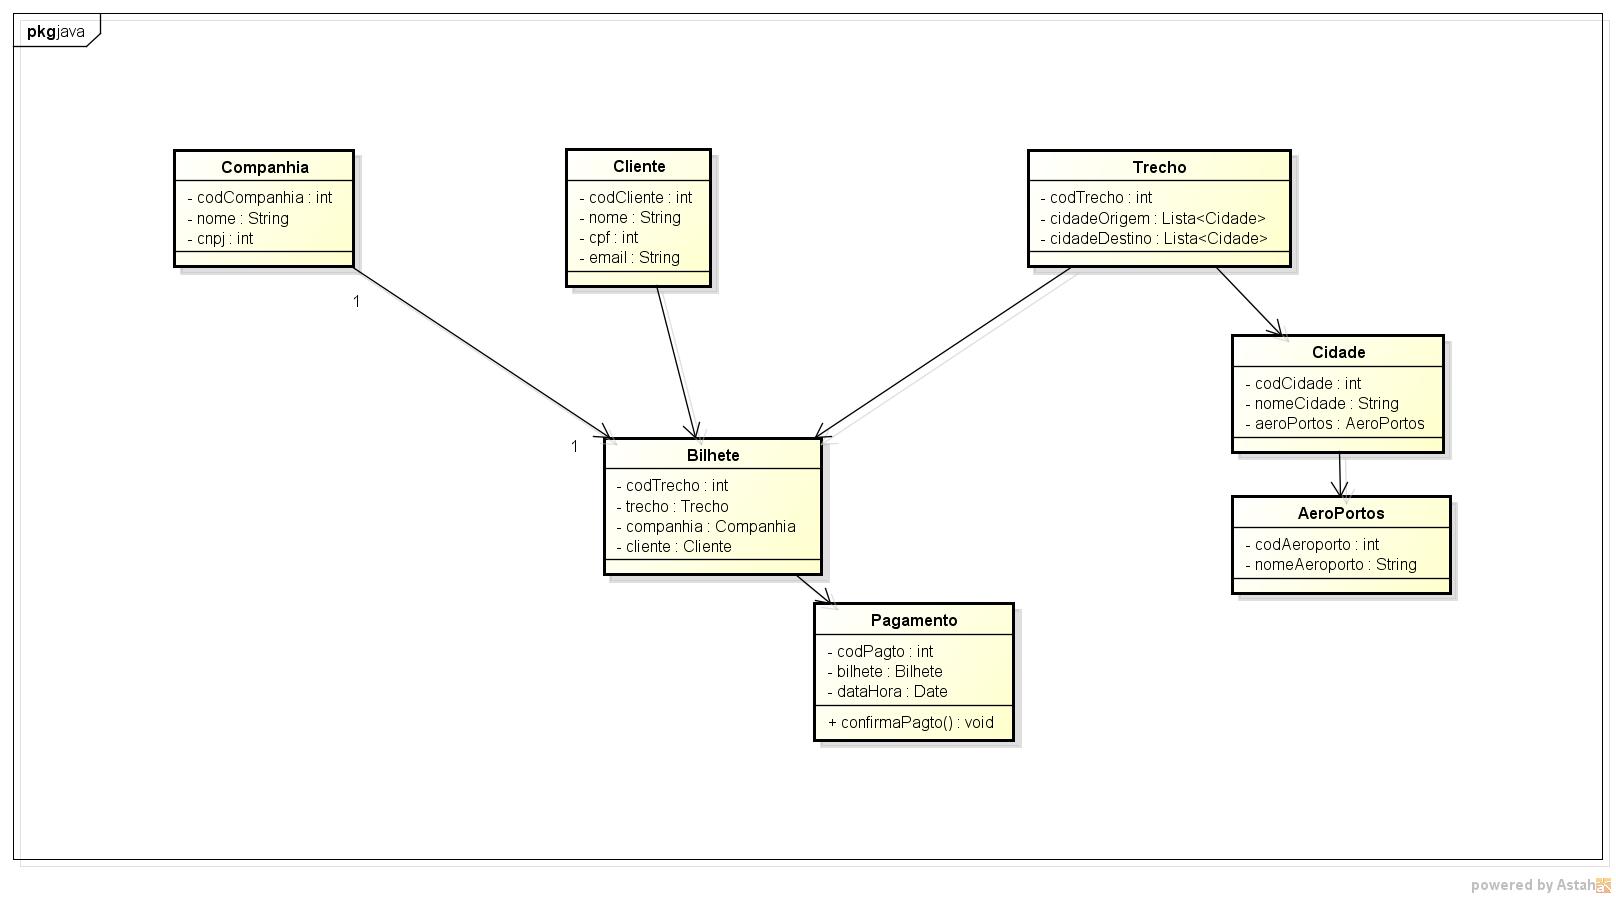 pkg java
Companhia
- codCompanhia : int
- nome : String
- cnpj : int
Cliente
- codCliente : int
- nome : String
- cpf : int
- email : String
Trecho
- codTrecho : int
- cidadeOrigem : Lista<Cidade>
- cidadeDestino : Lista<Cidade>
1
1
Cidade
- codCidade : int
- nomeCidade : String
- aeroPortos : AeroPortos
Bilhete
- codTrecho : int
- trecho : Trecho
- companhia : Companhia
- cliente : Cliente
AeroPortos
- codAeroporto : int
- nomeAeroporto : String
Pagamento
- codPagto : int
- bilhete : Bilhete
- dataHora : Date
+ confirmaPagto() : void
powered by Astah